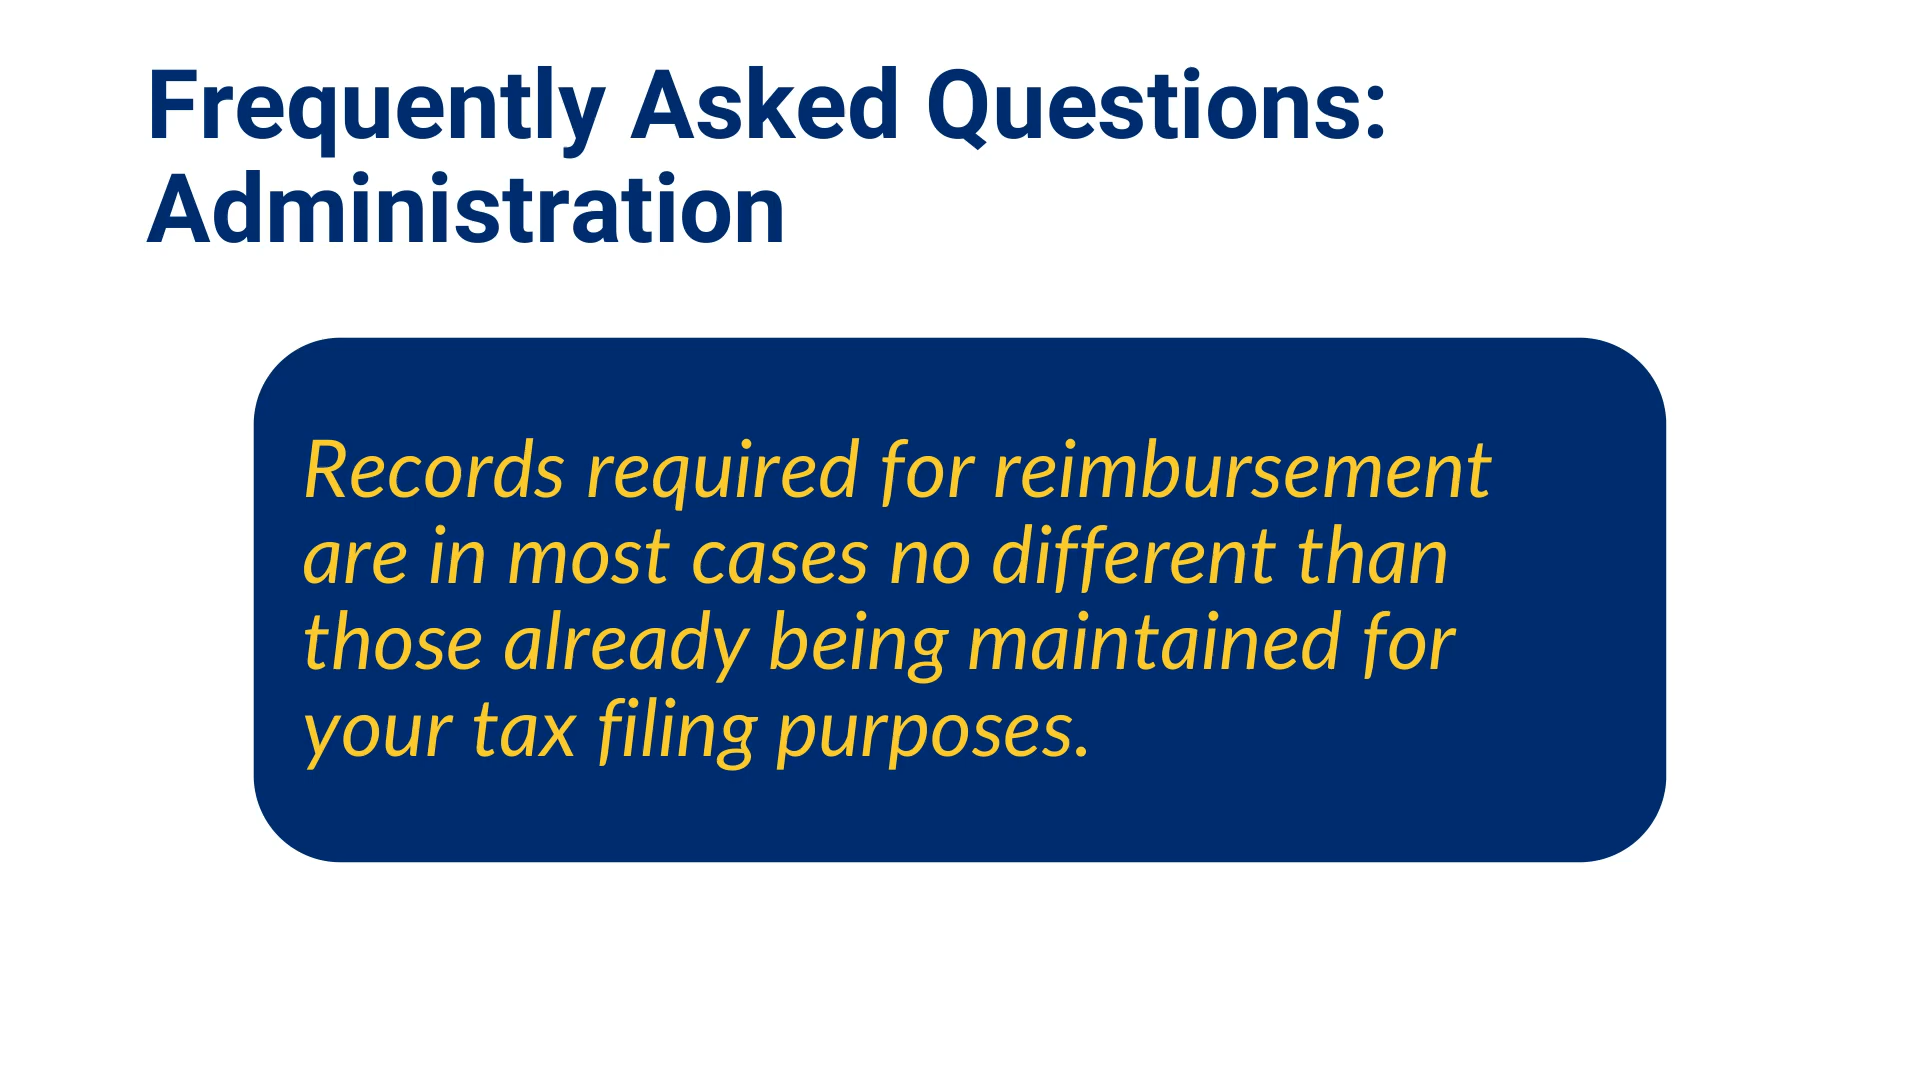 Frequently Asked Questions:
Administration
Records required for reimbursement
are in most cases no different than
those already being maintained for
your tax filing purposes.